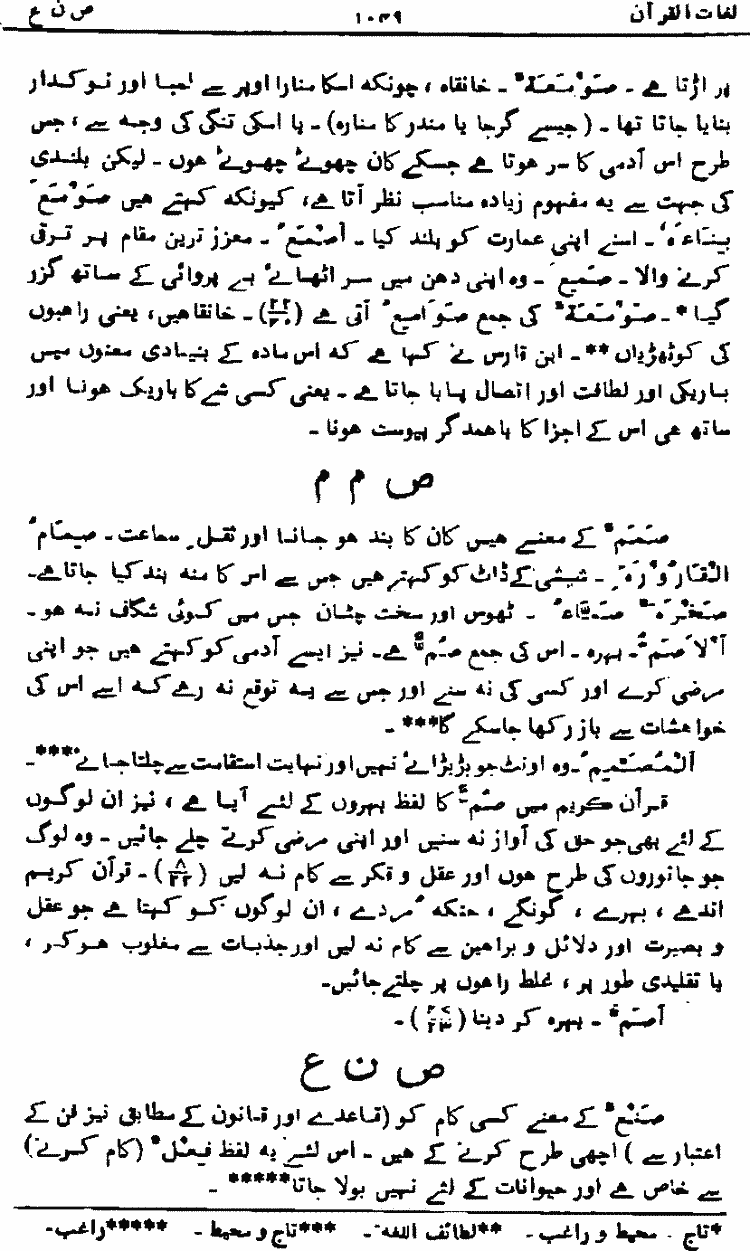 لغات القرآن ۱۰۳۹ ص ن ع
پر اڑتا ہے ۔ صَوْمَعَةٌ ۔ خانقاہ ، چونکہ اسکا منارا اوپر سے لمبا اور نوکدار
بنایا جاتا تھا ۔ ( جیسے گرجا یا مندر کا منارہ) ۔ یا اسکی تنگی کی وجہ سے ، جس
طرح اس آدمی کا سر ہوتا ہے جسکے کان چھوٹے چھوٹے ہوں ۔ لیکن بلندی
کی جہت سے یہ مفہوم زیادہ مناسب نظر آتا ہے، کیونکہ کہتے ہیں صَوْمَعَ
بِنَاءَہٗ ۔ اسنے اپنی عمارت کو بلند کیا ۔ اَصْمَعُ ۔ معزز ترین مقام پر ترقی
کرنے والا ۔ صَمِیعَ ۔ وہ اپنی دھن میں سر اٹھائے بے پروائی کے ساتھ گزر
گیا * ۔ صَوْمَعَةٌ کی جمع صَوَامِعُ آتی ہے (۲۲/۴۰) ۔ خانقاہیں، یعنی راہبوں
کی کوٹھڑیاں ** ۔ ابن فارس نے کہا ہے کہ اس مادہ کے بنیادی معنوں میں
باریکی اور لطافت اور اتصال پایا جاتا ہے ۔ یعنی کسی شے کا باریک ہونا اور
ساتھ ہی اس کے اجزا کا باہمدگر پیوست ہونا ۔
ص م م
صَمَمٌ کے معنے ہیں کان کا بند ہو جانا اور ثقلِ سماعت ۔ صِمَامُ
الْقَارُوْرَةِ ۔ شیشی کے ڈاٹ کو کہتے ہیں جس سے اس کا منہ بند کیا جاتا ہے۔
صَخْرَةٌ صَمَّاءُ ۔ ٹھوس اور سخت چٹان جس میں کوئی شگاف نہ ہو ۔
اَلْاَصَمُّ۔ بہرہ ۔ اس کی جمع صُمٌّ ہے۔ نیز ایسے آدمی کو کہتے ہیں جو اپنی
مرضی کرے اور کسی کی نہ سنے اور جس سے یہ توقع نہ رہے کہ اسے اس کی
خواہشات سے باز رکھا جاسکے گا*** ۔
اَلْمُصَمِّمُ ۔ وہ اونٹ جو بڑبڑائے نہیں اور نہایت استقامت سے چلتا جائے ****۔
قرآن کریم میں صُمٌّ کا لفظ بہروں کے لئے آیا ہے ، نیز ان لوگوں
کے لئے بھی جو حق کی آواز نہ سنیں اور اپنی مرضی کرتے چلے جائیں ۔ وہ لوگ
جو جانوروں کی طرح ہوں اور عقل و فکر سے کام نہ لیں (۸/۲۲) ۔ قرآن کریم
اندھے ، بہرے ، گونگے ، حتکہ مُردے ، ان لوگوں کو کہتا ہے جو عقل
و بصیرت اور دلائل و براہین سے کام نہ لیں اور جذبات سے مغلوب ہوکر ،
یا تقلیدی طور پر ، غلط راہوں پر چلتے جائیں۔
اَصَمَّ ۔ بہرہ کر دینا (۴۷/۲۳) ۔
ص ن ع
صَنْعٌ کے معنے کسی کام کو (قاعدے اور قانون کے مطابق نیز فن کے
اعتبار سے ) اچھی طرح کرنے کے ہیں ۔ اس لئے یہ لفظ فِعْلٌ (کام کرنے)
سے خاص ہے اور حیوانات کے لئے نہیں بولا جاتا***** ۔
*تاج ۔ محیط و راغب ۔ **لطائف اللغة ۔ ***تاج و محیط ۔ *****راغب۔